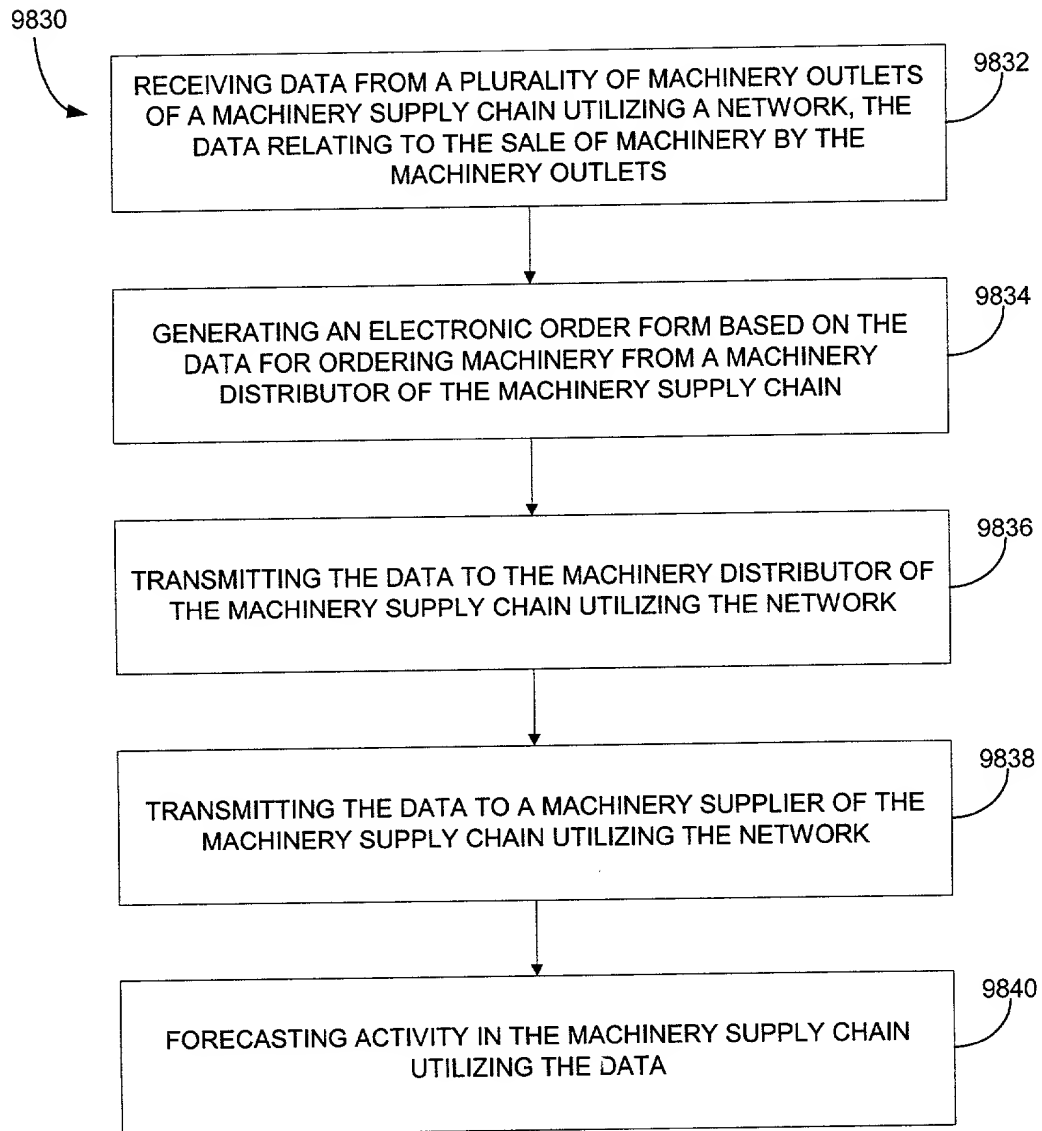 9830
RECEIVING DATA FROM A PLURALITY OF MACHINERY OUTLETS
OF A MACHINERY SUPPLY CHAIN UTILIZING A NETWORK, THE
DATA RELATING TO THE SALE OF MACHINERY BY THE
MACHINERY OUTLETS
9832
GENERATING AN ELECTRONIC ORDER FORM BASED ON THE
DATA FOR ORDERING MACHINERY FROM A MACHINERY
DISTRIBUTOR OF THE MACHINERY SUPPLY CHAIN
9834
TRANSMITTING THE DATA TO THE MACHINERY DISTRIBUTOR OF
THE MACHINERY SUPPLY CHAIN UTILIZING THE NETWORK
9836
TRANSMITTING THE DATA TO A MACHINERY SUPPLIER OF THE
MACHINERY SUPPLY CHAIN UTILIZING THE NETWORK
9838
FORECASTING ACTIVITY IN THE MACHINERY SUPPLY CHAIN
UTILIZING THE DATA
9840